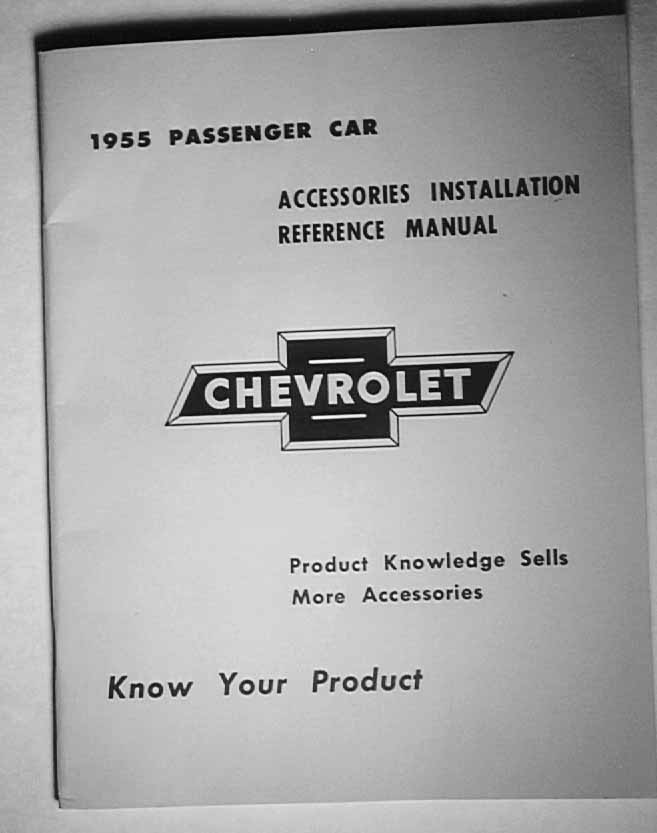 1955 PASSENGER CAR
ACCESSORIES INSTALLATION
REFERENCE MANUAL
CHEVROLET
Product Knowledge Sells
More Accessories
Know Your Product